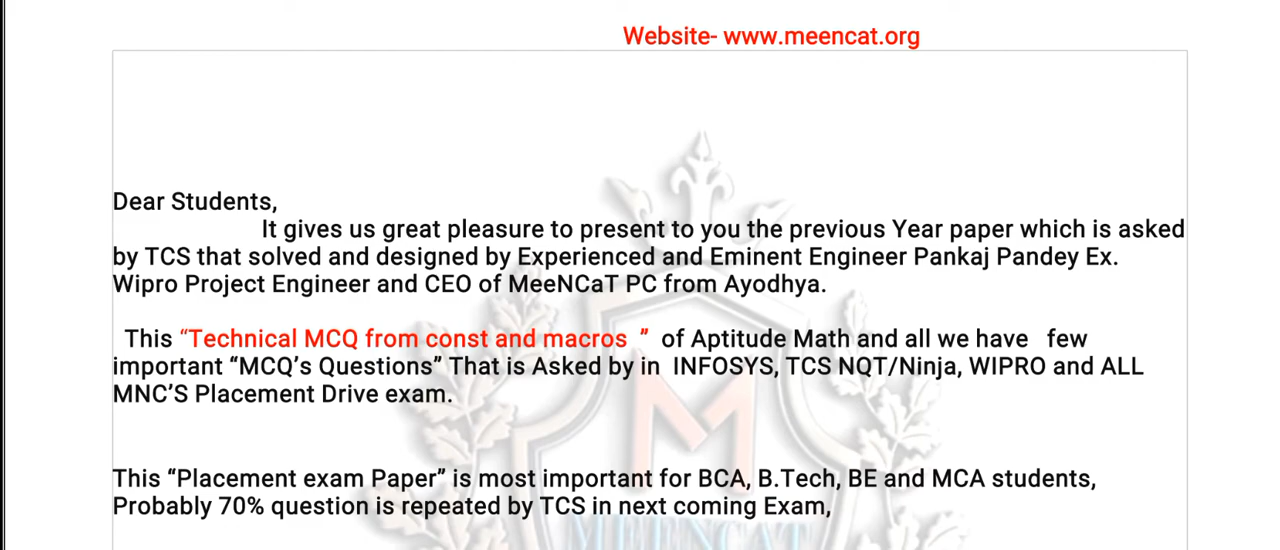 Website- www.meencat.org
Dear Students,
It gives us great pleasure to present to you the previous Year paper which is asked
by TCS that solved and designed by Experienced and Eminent Engineer Pankaj Pandey Ex.
Wipro Project Engineer and CEO of MeeNCaT PC from Ayodhya.
This “Technical MCQ from const and macros ” of Aptitude Math and all we have few
important “MCQ’s Questions” That is Asked by in INFOSYS, TCS NQT/Ninja, WIPRO and ALL
MNC’S Placement Drive exam.
M
This “Placement exam Paper” is most important for BCA, B.Tech, BE and MCA students,
Probably 70% question is repeated by TCS in next coming Exam,
MEENCAT